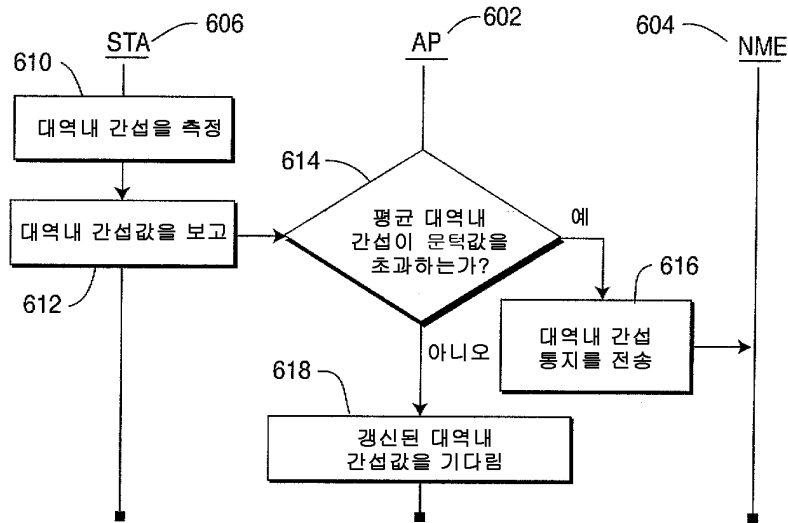 STA
606
AP
602
604
NME
610
대역내 간섭을 측정
614
대역내 간섭값을 보고
612
평균 대역내
간섭이 문턱값을
초과하는가?
예
616
대역내 간섭
통지를 전송
아니오
618
갱신된 대역내
간섭값을 기다림